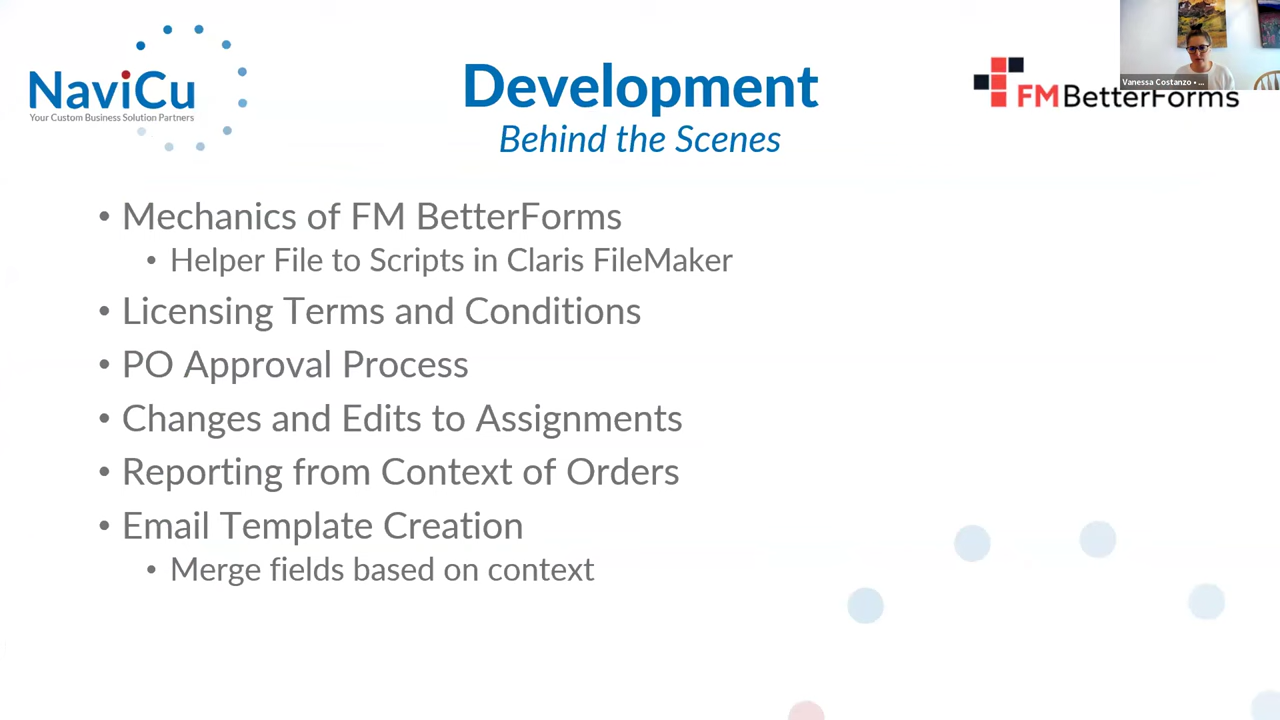 NaviCu
Your Custom Business Solution Partners
Development
Behind the Scenes
FMBetterForms
Vanessa Costanzo • ...
• Mechanics of FM BetterForms
• Helper File to Scripts in Claris FileMaker
• Licensing Terms and Conditions
• PO Approval Process
• Changes and Edits to Assignments
• Reporting from Context of Orders
• Email Template Creation
• Merge fields based on context